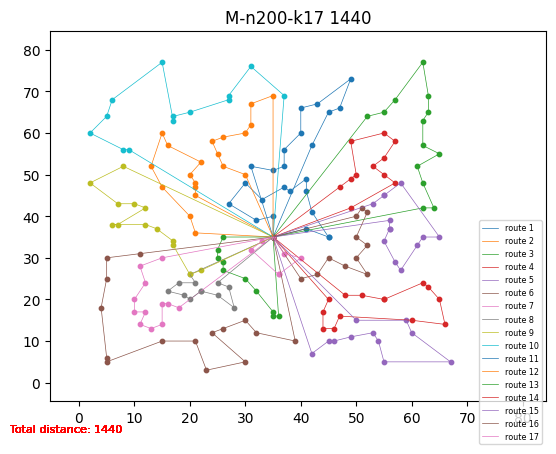 M-n200-k17 1440
80
70
60
50
40
30
20
10
0
route 1
route 2
route 3
route 4
route 5
route 6
route 7
route 8
route 9
route 10
route 11
route 12
route 13
route 14
route 15
route 16
route 17
0 10 20 30 40 50 60 70 80
Total distance: 1440